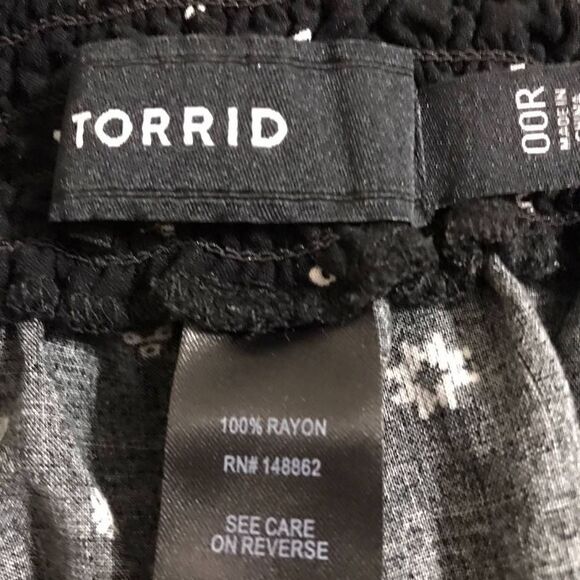 TORRID
00R
MADE IN
100% RAYON
RN# 148862
SEE CARE
ON REVERSE